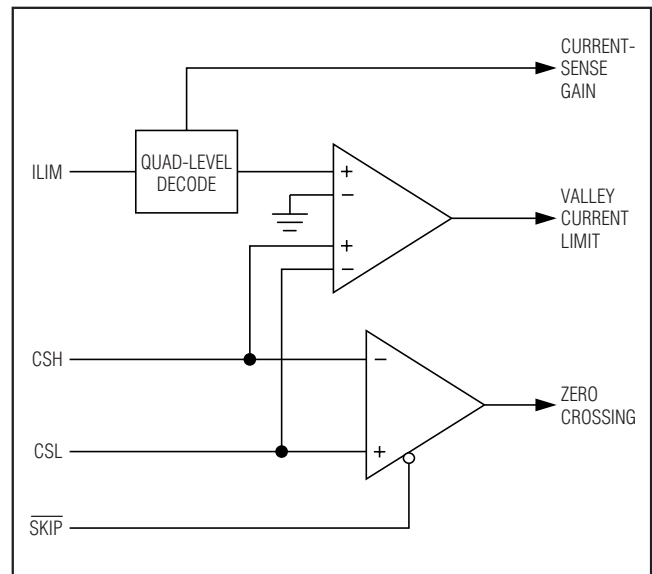 CURRENT-
SENSE
GAIN
ILIM
QUAD-LEVEL
DECODE
+
−
+
−
VALLEY
CURRENT
LIMIT
CSH
−
ZERO
CROSSING
CSL
+
SKIP